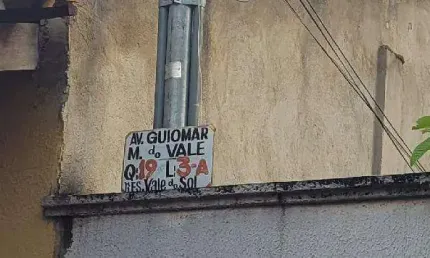 AV. GUIOMAR
M. do VALE
Q:19 L:3-A
RES. Vale do Sol